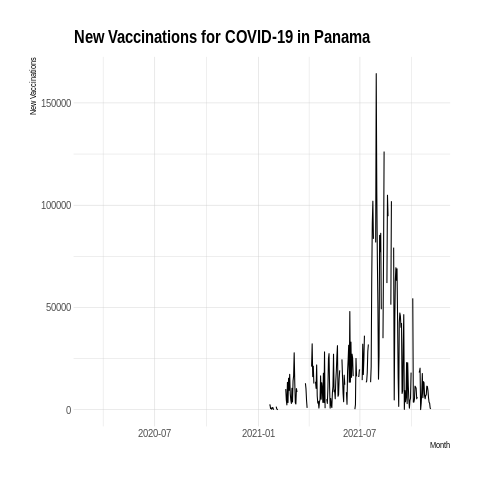 New Vaccinations for COVID-19 in Panama
New Vaccinations
150000
100000
50000
0
2020-07
2021-01
2021-07
Month